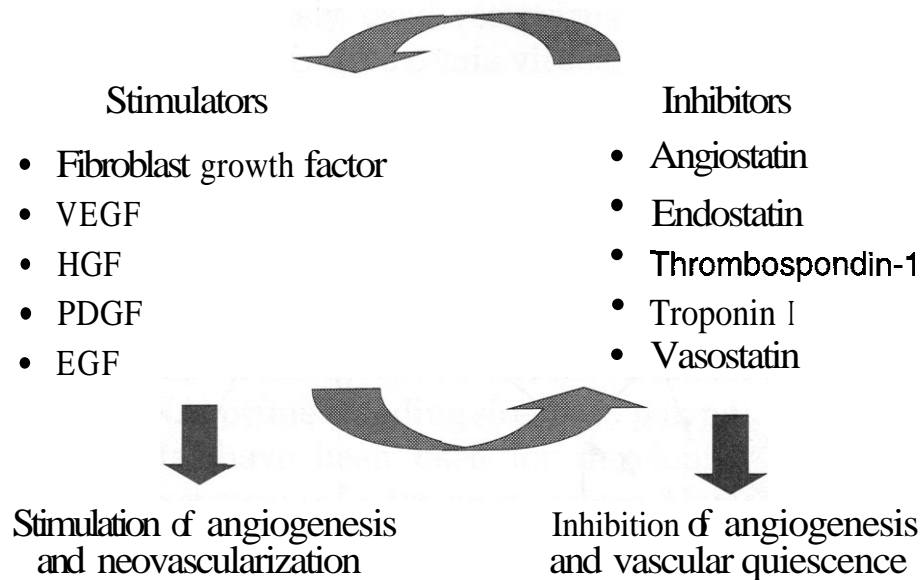 Stimulators
• Fibroblast growth factor
• VEGF
• HGF
• PDGF
• EGF
Stimulation of angiogenesis
and neovascularization
Inhibitors
• Angiostatin
• Endostatin
• Thrombospondin-1
• Troponin I
• Vasostatin
Inhibition of angiogenesis
and vascular quiescence